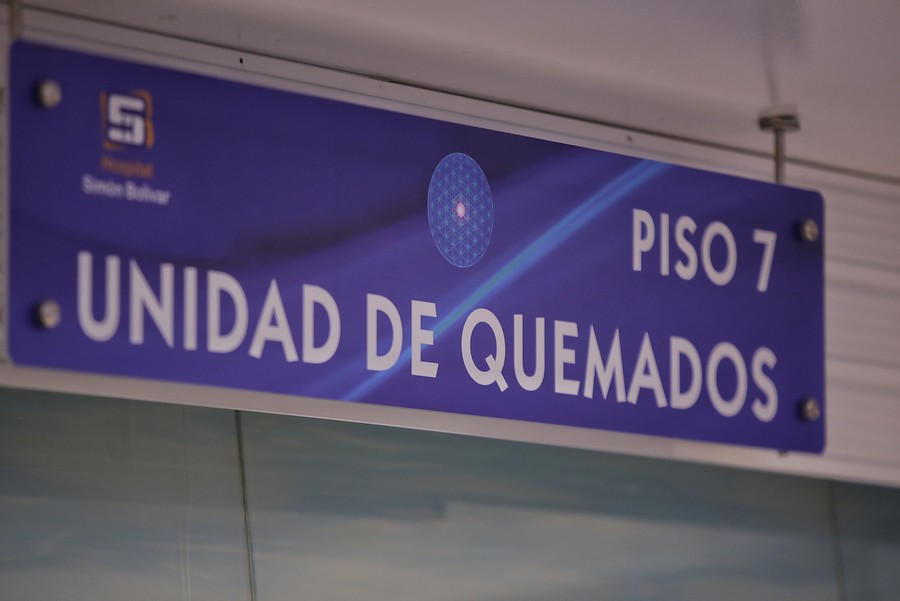 Hospital
Simón Bolívar
PISO 7
UNIDAD DE QUEMADOS